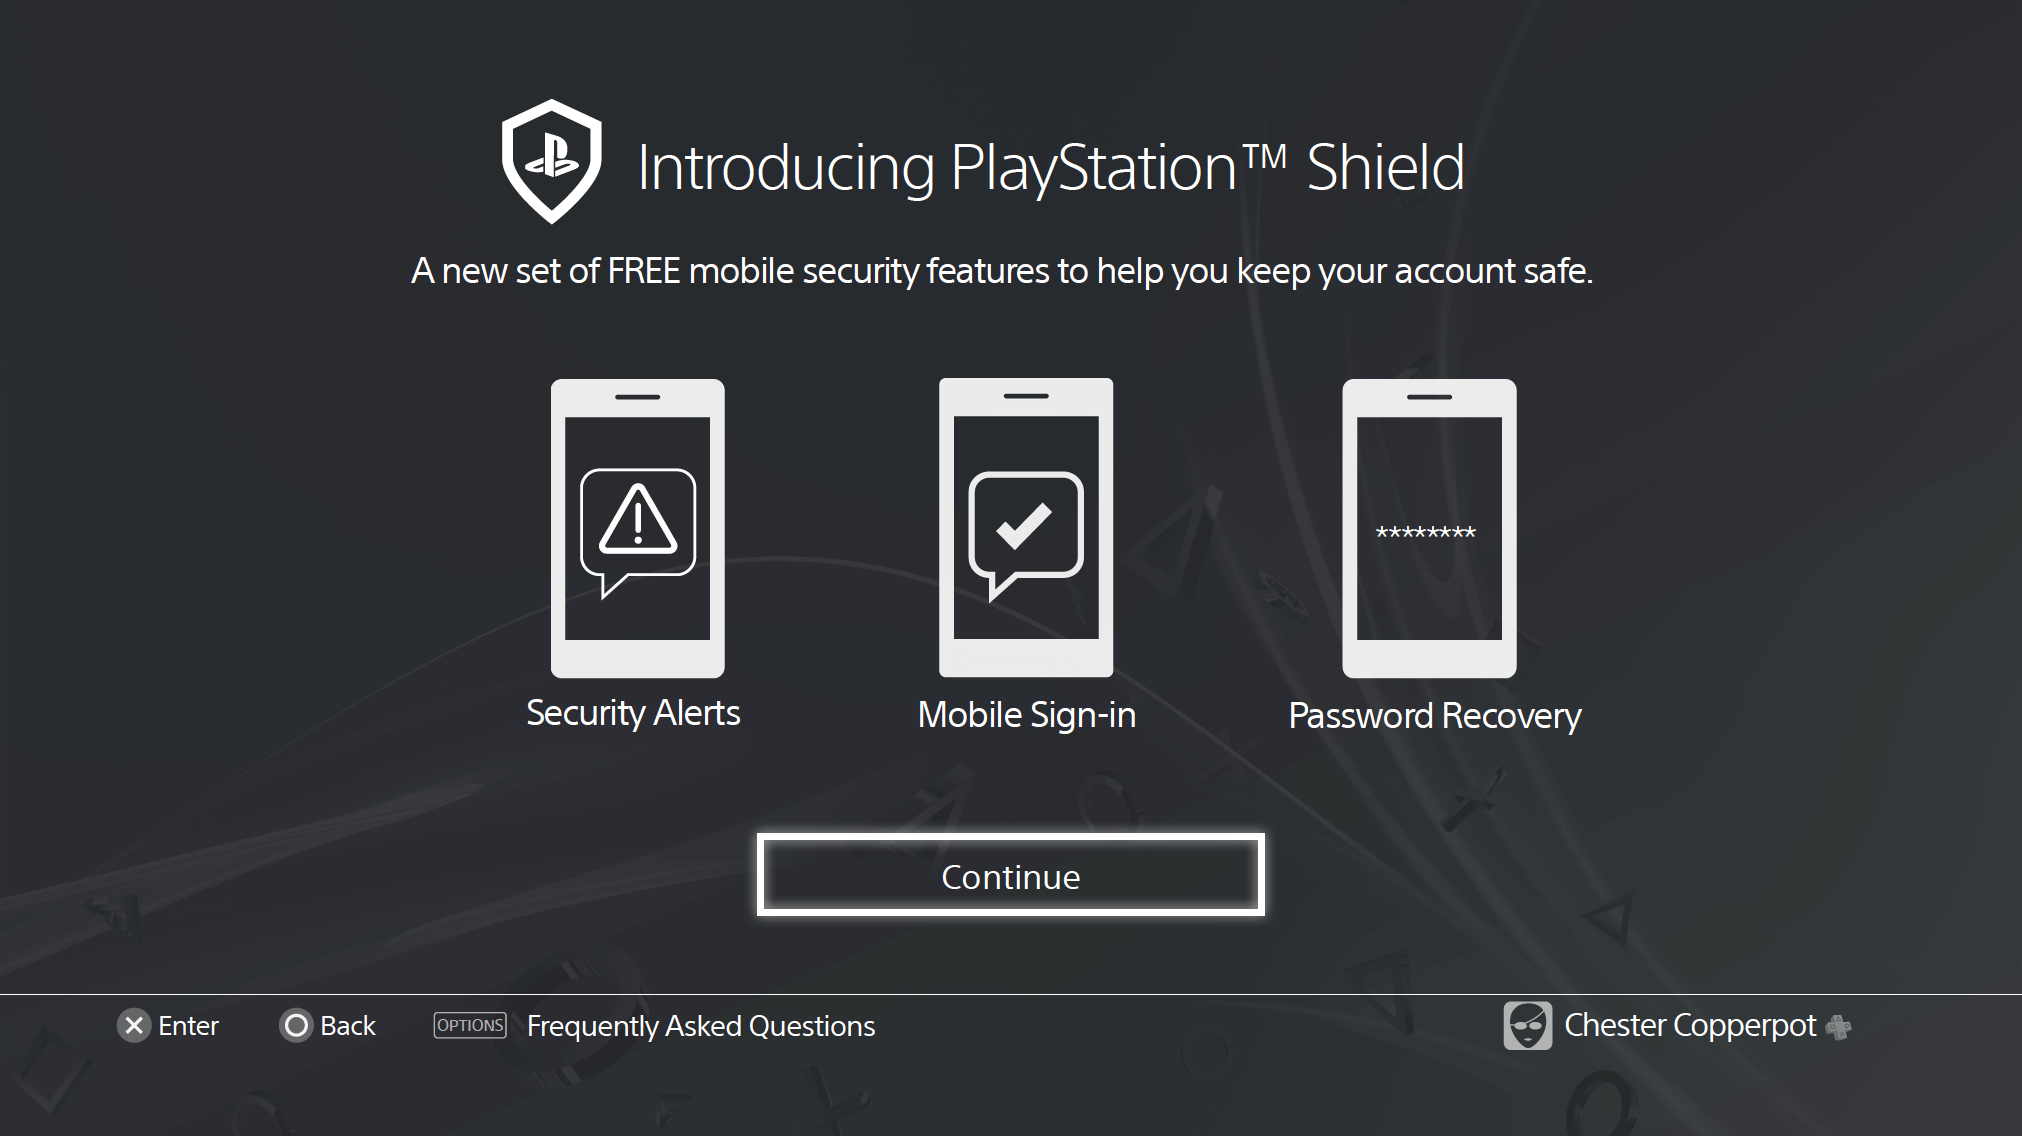 Introducing PlayStation™ Shield
A new set of FREE mobile security features to help you keep your account safe.
********
Security Alerts
Mobile Sign-in
Password Recovery
Continue
Enter
Back
OPTIONS
Frequently Asked Questions
Chester Copperpot